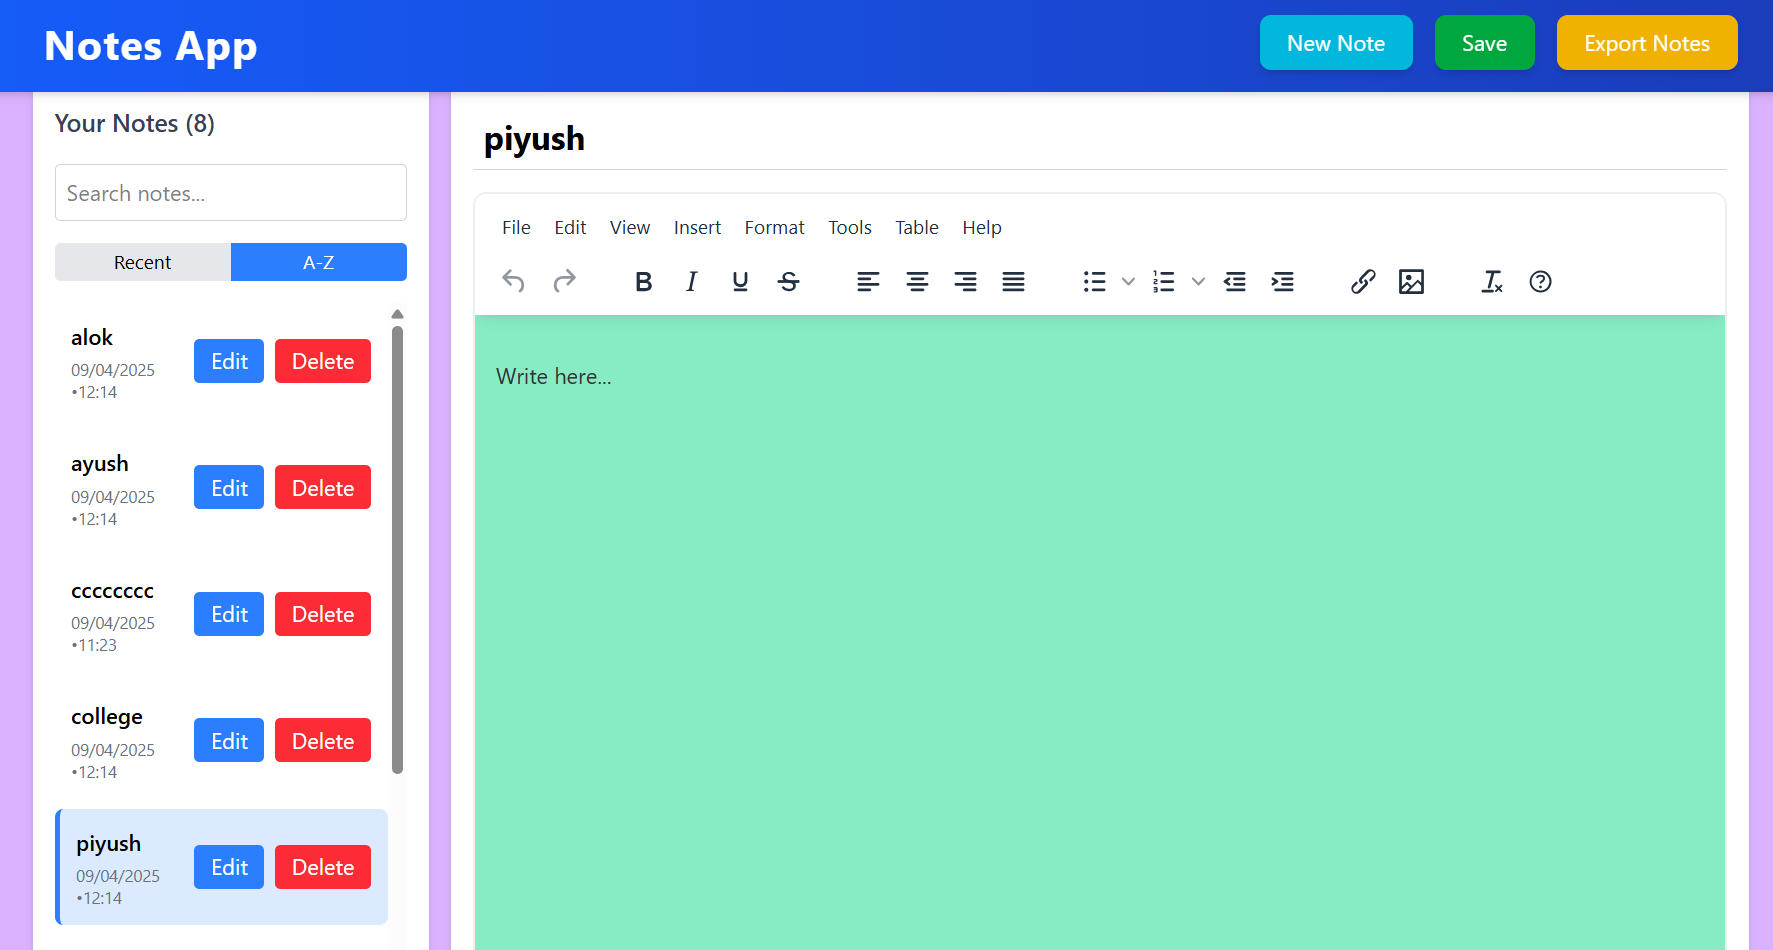 Notes App
New Note
Save
Export Notes
Your Notes (8)
Search notes...
Recent
A-Z
alok
09/04/2025
•12:14
Edit
Delete
ayush
09/04/2025
•12:14
Edit
Delete
cccccccc
09/04/2025
•11:23
Edit
Delete
college
09/04/2025
•12:14
Edit
Delete
piyush
09/04/2025
•12:14
Edit
Delete
piyush
File Edit View Insert Format Tools Table Help
Write here...